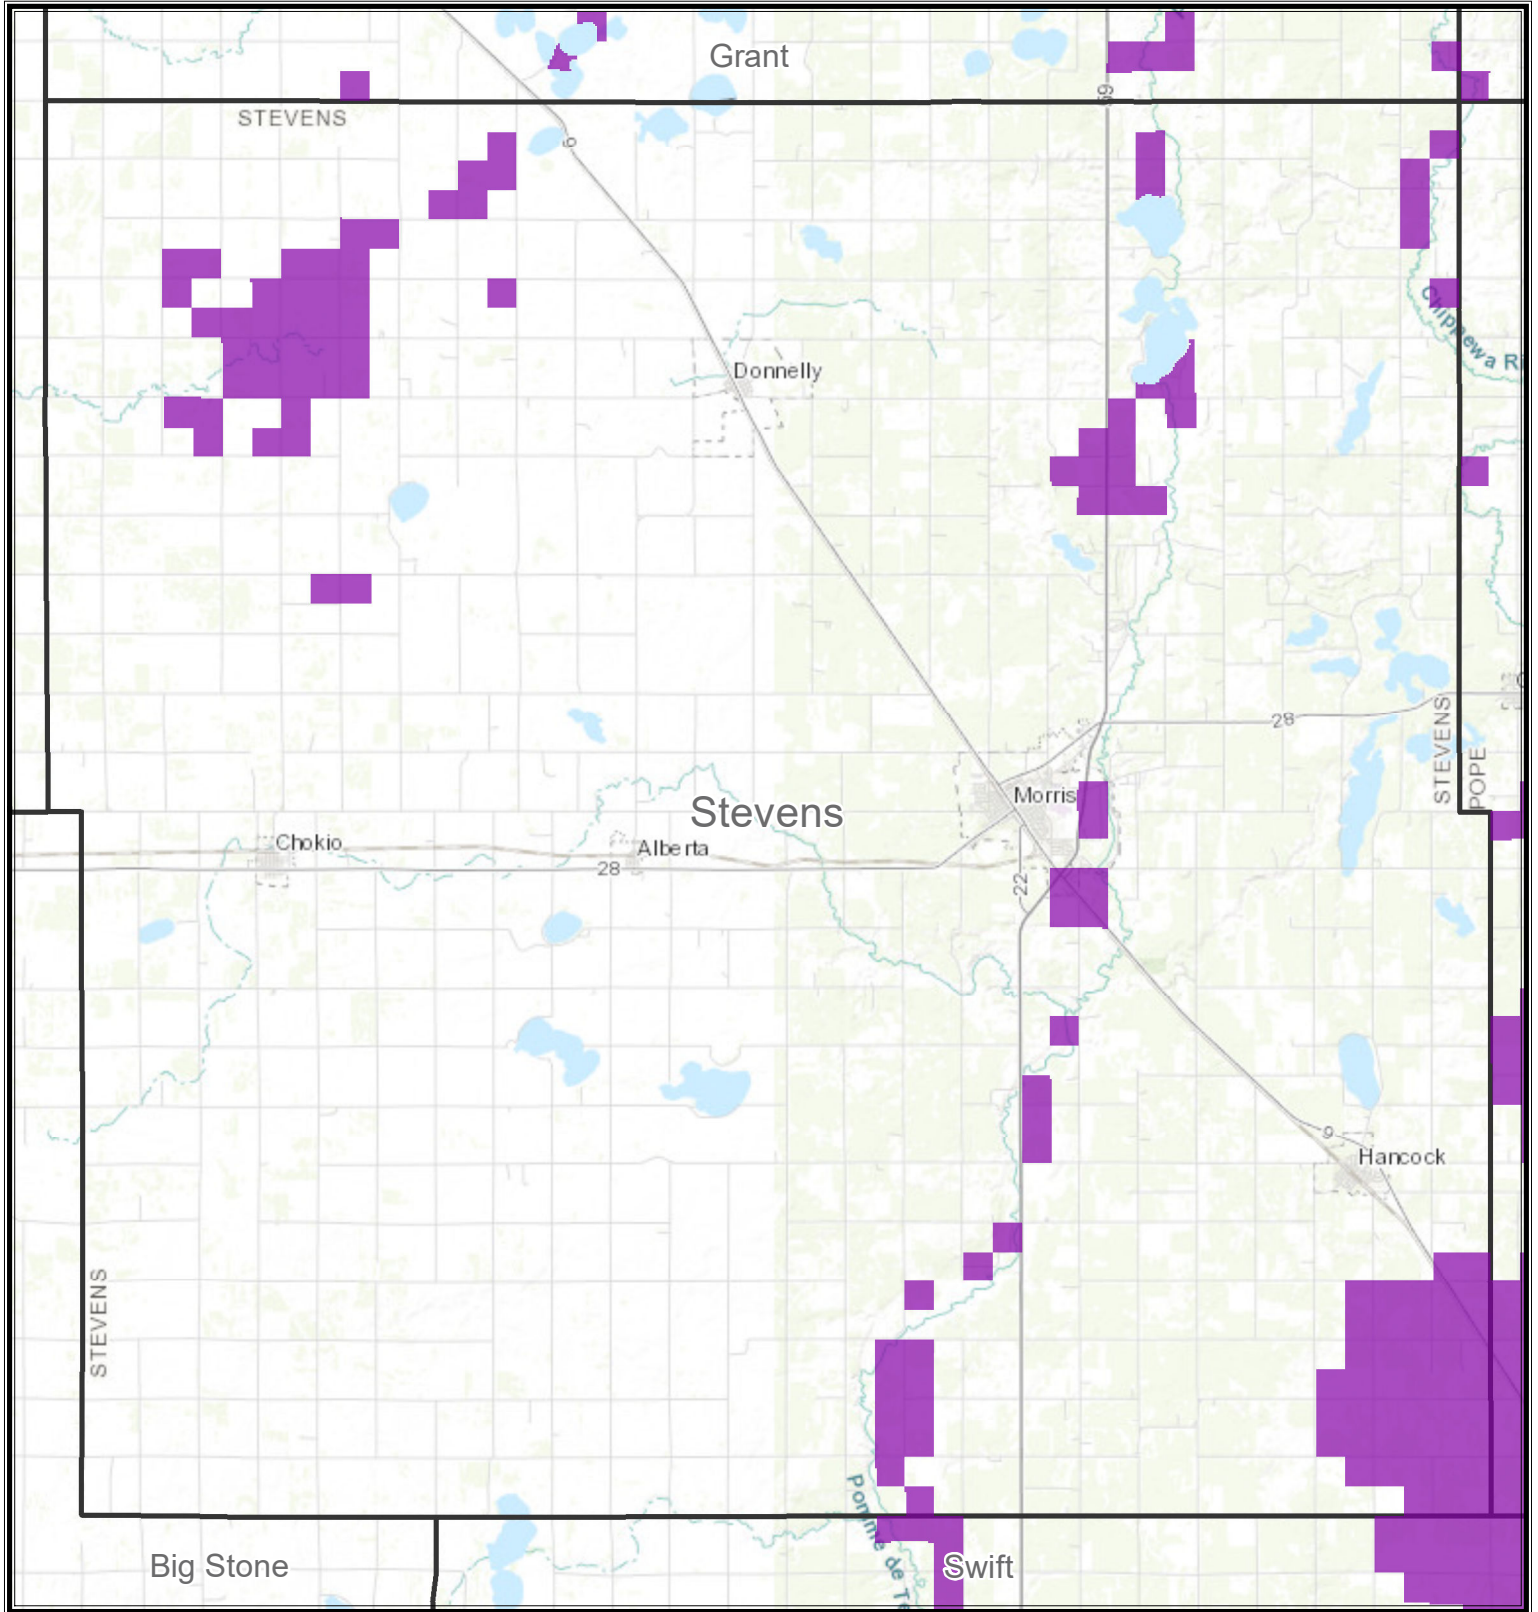 Grant
STEVENS
59
9
Chippewa Ri
Donnelly
28
STEVENS
POPE
Morris
Stevens
Chokio
Alberta
28
22
9
Hancock
STEVENS
Pomme de Te
Big Stone
Swift